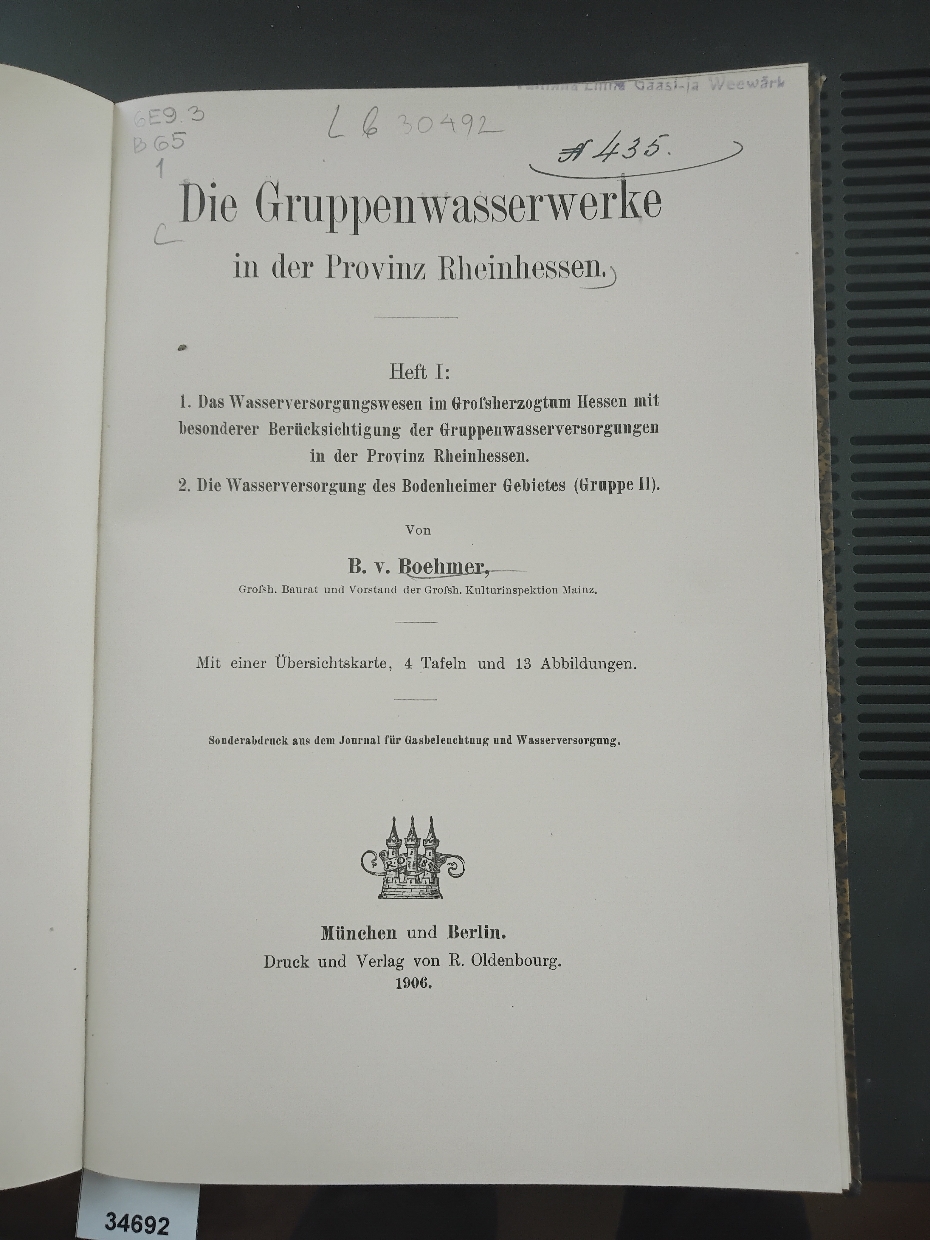 Linna Gaasi-ja Weewärk
GE9.3
B65
1
L 6 30492
N 435.
Die Gruppenwasserwerke
C
in der Provinz Rheinhessen.
Heft I:
1. Das Wasserversorgungswesen im Groſsherzogtum Hessen mit
besonderer Berücksichtigung der Gruppenwasserversorgungen
in der Provinz Rheinhessen.
2. Die Wasserversorgung des Bodenheimer Gebietes (Gruppe II).
Von
B. v. Boehmer,
Groſsh. Baurat und Vorstand der Groſsh. Kulturinspektion Mainz.
Mit einer Übersichtskarte, 4 Tafeln und 13 Abbildungen.
Sonderabdruck aus dem Journal für Gasbeleuchtung und Wasserversorgung.
München und Berlin.
Druck und Verlag von R. Oldenbourg.
1906.
34692